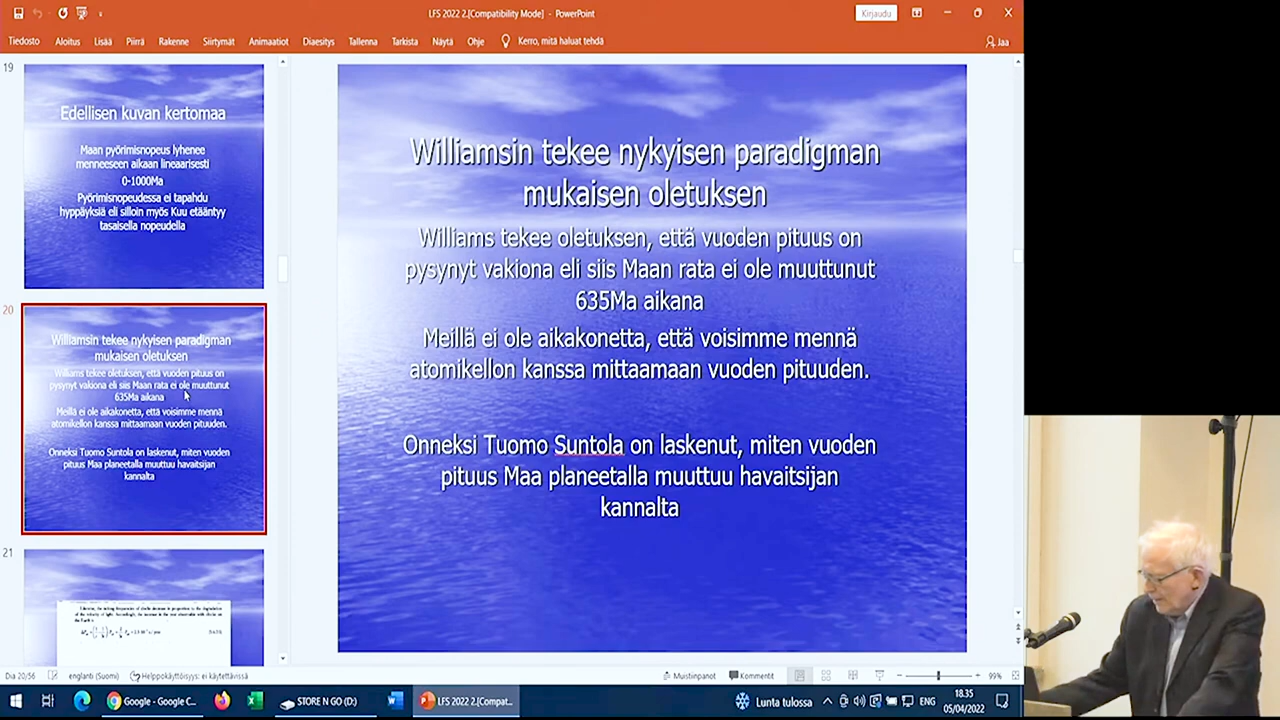 LFS 2022 2.[Compatibility Mode] - PowerPoint
Kirjaudu
Tiedosto Aloitus Lisää Piirrä Rakenne Siirtymät Animaatiot Diaesitys Tallenna Tarkista Näytä Ohje Kerro, mitä haluat tehdä
Jaa
19
Edellisen kuvan kertomaa
Maan pyörimisnopeus lyhenee
menneeseen aikaan lineaarisesti
0-1000Ma
Pyörimisnopeudessa ei tapahdu
hyppäyksiä eli silloin myös Kuu etääntyy
tasaisella nopeudella
20
Williamsin tekee nykyisen paradigman
mukaisen oletuksen
Williams tekee oletuksen, että vuoden pituus on
pysynyt vakiona eli siis Maan rata ei ole muuttunut
635Ma aikana
Meillä ei ole aikakonetta, että voisimme mennä
atomikellon kanssa mittaamaan vuoden pituuden.
Onneksi Tuomo Suntola on laskenut, miten vuoden
pituus Maa planeetalla muuttuu havaitsijan
kannalta
21
Williamsin tekee nykyisen paradigman
mukaisen oletuksen
Williams tekee oletuksen, että vuoden pituus on
pysynyt vakiona eli siis Maan rata ei ole muuttunut
635Ma aikana
Meillä ei ole aikakonetta, että voisimme mennä
atomikellon kanssa mittaamaan vuoden pituuden.
Onneksi Tuomo Suntola on laskenut, miten vuoden
pituus Maa planeetalla muuttuu havaitsijan
kannalta
Dia 20/56 englanti (Suomi) Helppokäyttöisyys: ei käytettävissä
Muistiinpanot Kommentit 99%
Google - Google C... STORE N GO (D:) LFS 2022 2.[Compat...
Lunta tulossa ENG
18.35
05/04/2022